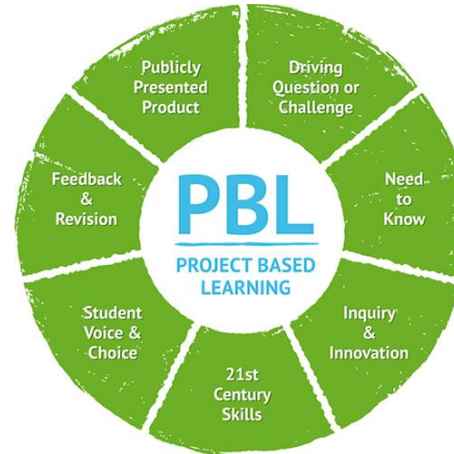 PBL
PROJECT BASED
LEARNING
Driving
Question or
Challenge
Need
to
Know
Inquiry
&
Innovation
21st
Century
Skills
Student
Voice &
Choice
Feedback
&
Revision
Publicly
Presented
Product